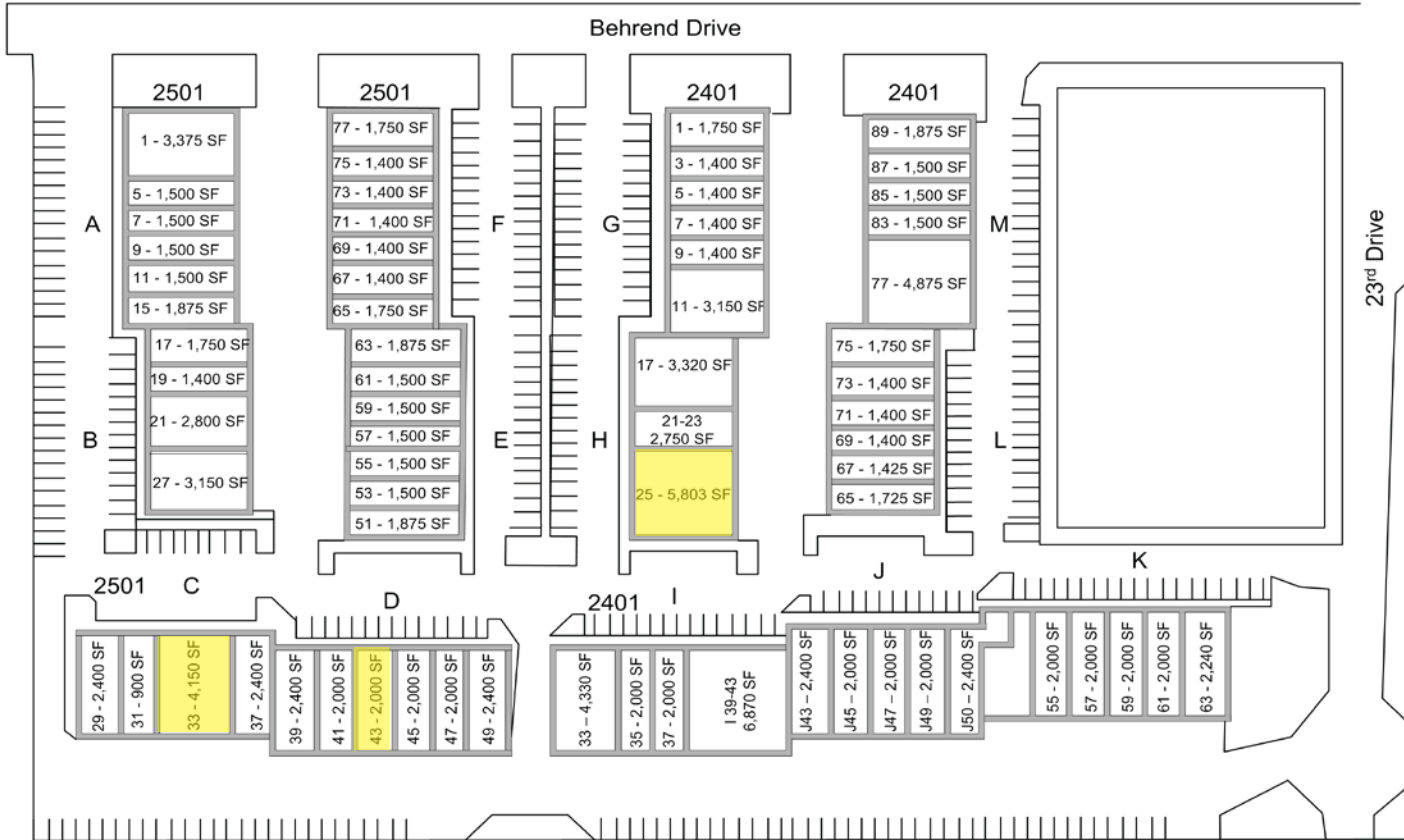 Behrend Drive
2501
2501
2401
2401
1 - 3,375 SF
5 - 1,500 SF
7 - 1,500 SF
9 - 1,500 SF
11 - 1,500 SF
15 - 1,875 SF
A
17 - 1,750 SF
19 - 1,400 SF
21 - 2,800 SF
27 - 3,150 SF
B
77 - 1,750 SF
75 - 1,400 SF
73 - 1,400 SF
71 - 1,400 SF
69 - 1,400 SF
67 - 1,400 SF
65 - 1,750 SF
F
63 - 1,875 SF
61 - 1,500 SF
59 - 1,500 SF
57 - 1,500 SF
55 - 1,500 SF
53 - 1,500 SF
51 - 1,875 SF
E
G
1 - 1,750 SF
3 - 1,400 SF
5 - 1,400 SF
7 - 1,400 SF
9 - 1,400 SF
11 - 3,150 SF
H
17 - 3,320 SF
21-23
2,750 SF
25 - 5,803 SF
89 - 1,875 SF
87 - 1,500 SF
85 - 1,500 SF
83 - 1,500 SF
77 - 4,875 SF
M
75 - 1,750 SF
73 - 1,400 SF
71 - 1,400 SF
69 - 1,400 SF
67 - 1,425 SF
65 - 1,725 SF
L
23rd Drive
2501
C
29 - 2,400 SF
31 - 900 SF
33 - 4,150 SF
37 - 2,400 SF
D
39 - 2,400 SF
41 - 2,000 SF
43 - 2,000 SF
45 - 2,000 SF
47 - 2,000 SF
49 - 2,400 SF
2401
I
33 – 4,330 SF
35 - 2,000 SF
37 - 2,000 SF
I 39-43
6,870 SF
J
J43 – 2,400 SF
J45 – 2,000 SF
J47 – 2,000 SF
J49 – 2,000 SF
J50 – 2,400 SF
K
55 - 2,000 SF
57 - 2,000 SF
59 - 2,000 SF
61 - 2,000 SF
63 - 2,240 SF